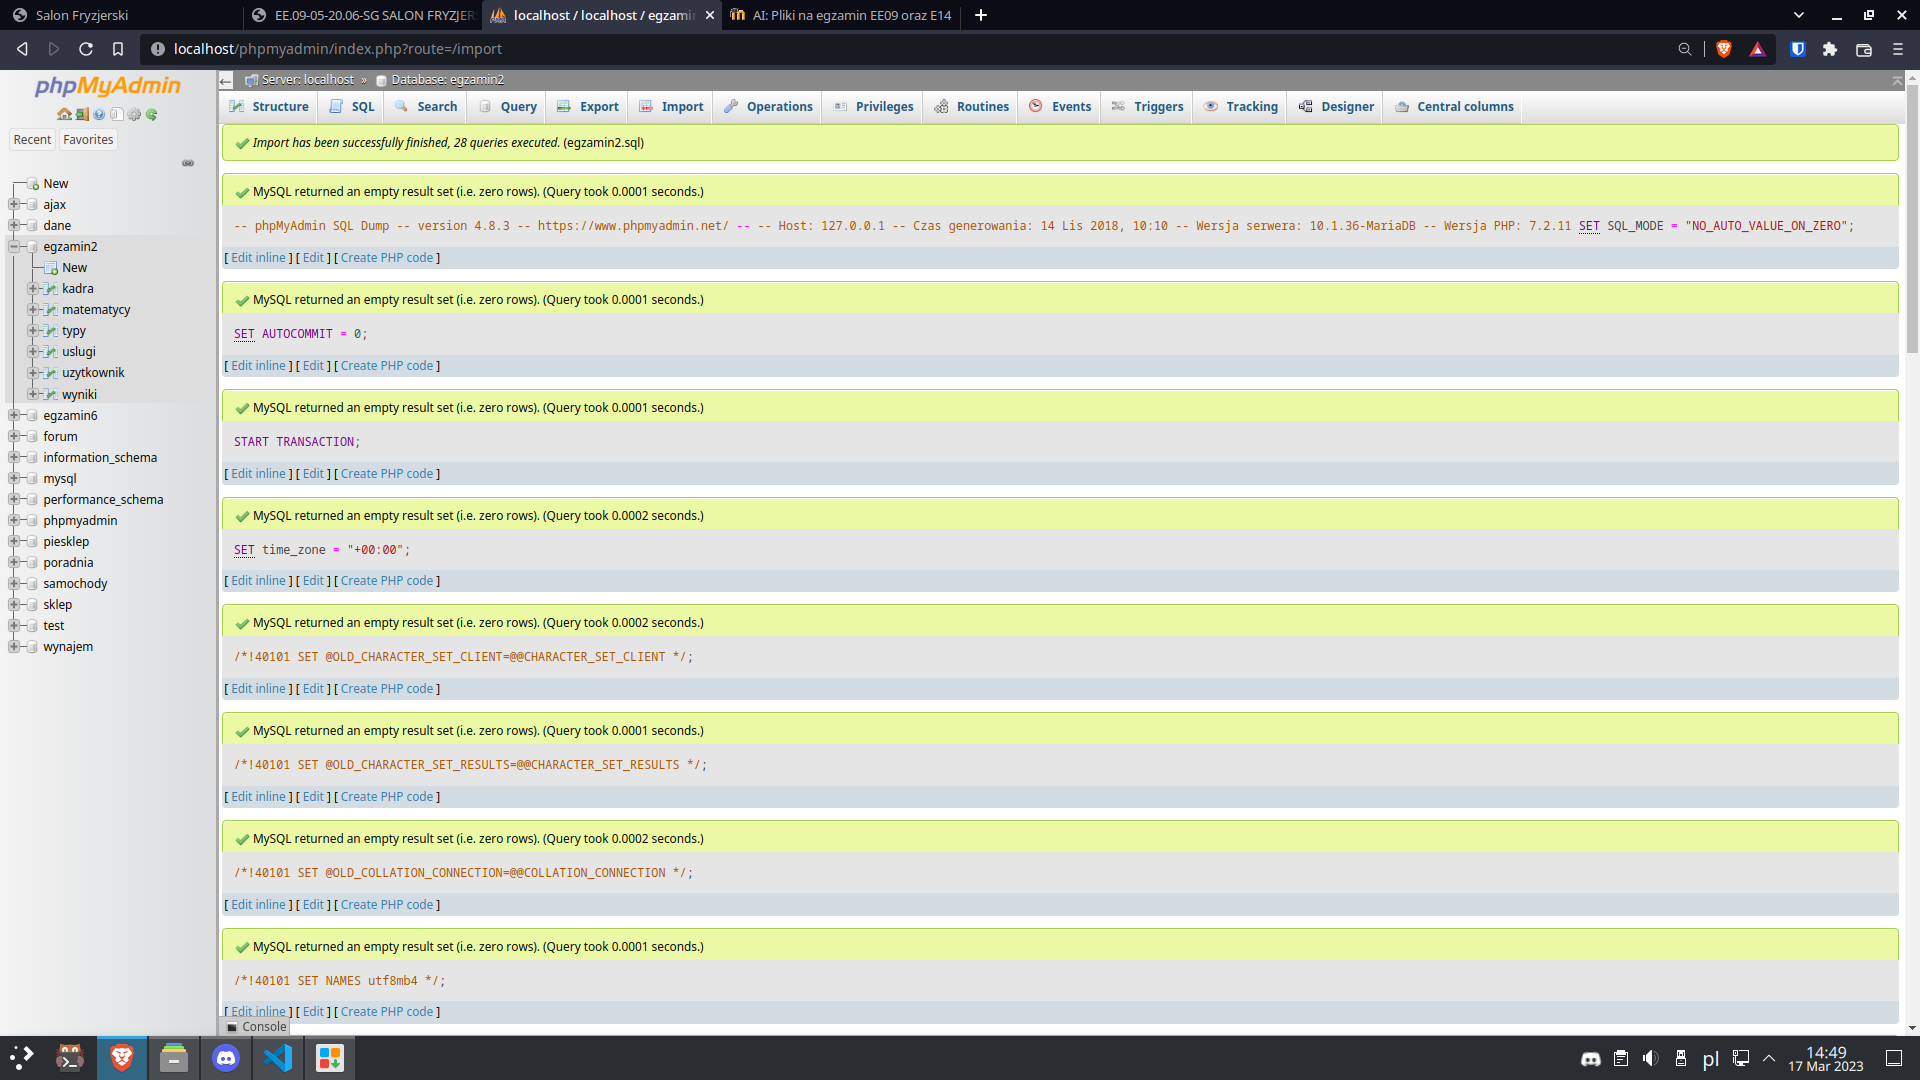 Salon Fryzjerski
EE.09-05-20.06-SG SALON FRYZJER
localhost / localhost / egzamin
AI: Pliki na egzamin EE09 oraz E14
localhost/phpmyadmin/index.php?route=/import
phpMyAdmin
Recent
Favorites
New
ajax
dane
egzamin2
New
kadra
matematycy
typy
uslugi
uzytkownik
wyniki
egzamin6
forum
information_schema
mysql
performance_schema
phpmyadmin
piesklep
poradnia
samochody
sklep
test
wynajem
Server: localhost » Database: egzamin2
Structure SQL Search Query Export Import Operations Privileges Routines Events Triggers Tracking Designer Central columns
Import has been successfully finished, 28 queries executed. (egzamin2.sql)
MySQL returned an empty result set (i.e. zero rows). (Query took 0.0001 seconds.)
-- phpMyAdmin SQL Dump -- version 4.8.3 -- https://www.phpmyadmin.net/ -- -- Host: 127.0.0.1 -- Czas generowania: 14 Lis 2018, 10:10 -- Wersja serwera: 10.1.36-MariaDB -- Wersja PHP: 7.2.11 SET SQL_MODE = "NO_AUTO_VALUE_ON_ZERO";
[ Edit inline ] [ Edit ] [ Create PHP code ]
MySQL returned an empty result set (i.e. zero rows). (Query took 0.0001 seconds.)
SET AUTOCOMMIT = 0;
[ Edit inline ] [ Edit ] [ Create PHP code ]
MySQL returned an empty result set (i.e. zero rows). (Query took 0.0001 seconds.)
START TRANSACTION;
[ Edit inline ] [ Edit ] [ Create PHP code ]
MySQL returned an empty result set (i.e. zero rows). (Query took 0.0002 seconds.)
SET time_zone = "+00:00";
[ Edit inline ] [ Edit ] [ Create PHP code ]
MySQL returned an empty result set (i.e. zero rows). (Query took 0.0002 seconds.)
/*!40101 SET @OLD_CHARACTER_SET_CLIENT=@@CHARACTER_SET_CLIENT */;
[ Edit inline ] [ Edit ] [ Create PHP code ]
MySQL returned an empty result set (i.e. zero rows). (Query took 0.0001 seconds.)
/*!40101 SET @OLD_CHARACTER_SET_RESULTS=@@CHARACTER_SET_RESULTS */;
[ Edit inline ] [ Edit ] [ Create PHP code ]
MySQL returned an empty result set (i.e. zero rows). (Query took 0.0002 seconds.)
/*!40101 SET @OLD_COLLATION_CONNECTION=@@COLLATION_CONNECTION */;
[ Edit inline ] [ Edit ] [ Create PHP code ]
MySQL returned an empty result set (i.e. zero rows). (Query took 0.0001 seconds.)
/*!40101 SET NAMES utf8mb4 */;
[ Edit inline ] [ Edit ] [ Create PHP code ]
Console
pl
14:49
17 Mar 2023